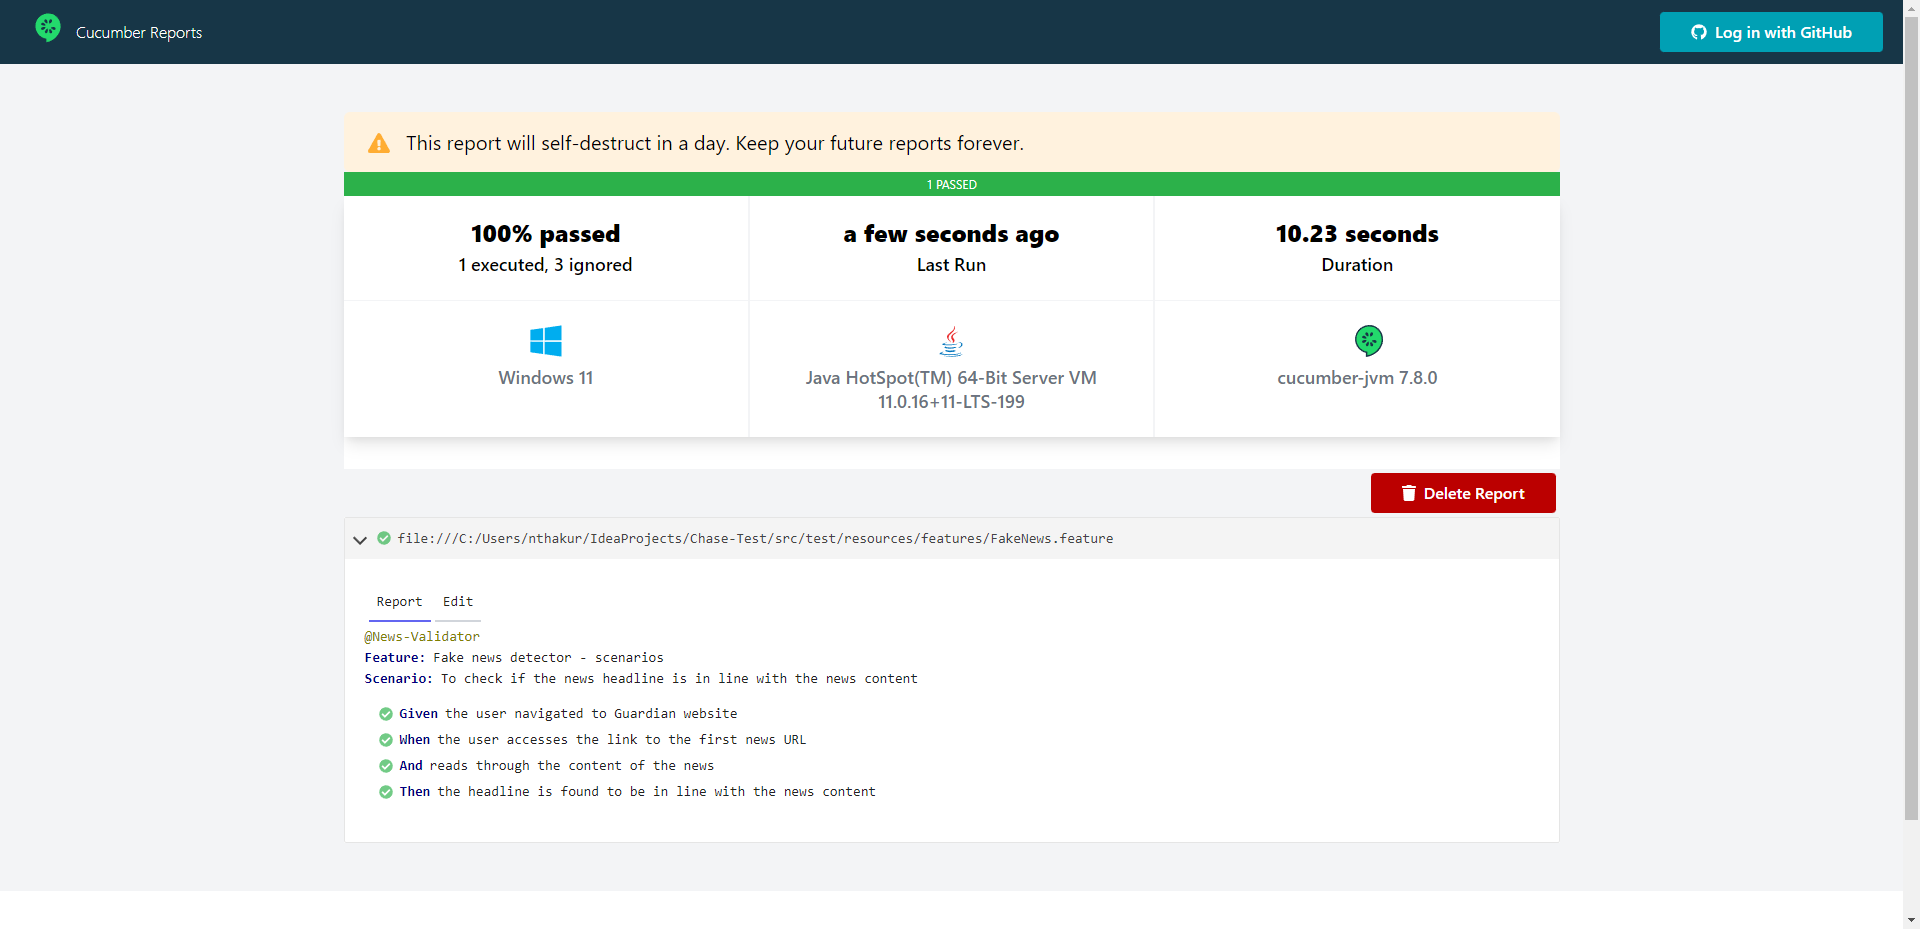 Cucumber Reports
Log in with GitHub
This report will self-destruct in a day. Keep your future reports forever.
1 PASSED
100% passed
1 executed, 3 ignored
a few seconds ago
Last Run
10.23 seconds
Duration
Windows 11
Java HotSpot(TM) 64-Bit Server VM
11.0.16+11-LTS-199
cucumber-jvm 7.8.0
Delete Report
file:///C:/Users/nthakur/IdeaProjects/Chase-Test/src/test/resources/features/FakeNews.feature
Report Edit
@News-Validator
Feature: Fake news detector - scenarios
Scenario: To check if the news headline is in line with the news content
Given the user navigated to Guardian website
When the user accesses the link to the first news URL
And reads through the content of the news
Then the headline is found to be in line with the news content